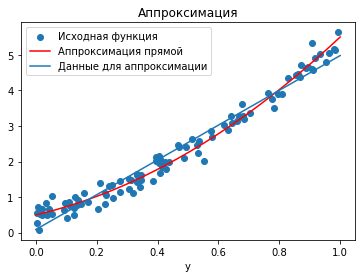 Аппроксимация
Исходная функция
Аппроксимация прямой
Данные для аппроксимации
5
4
3
2
1
0
0.0 0.2 0.4 0.6 0.8 1.0
y